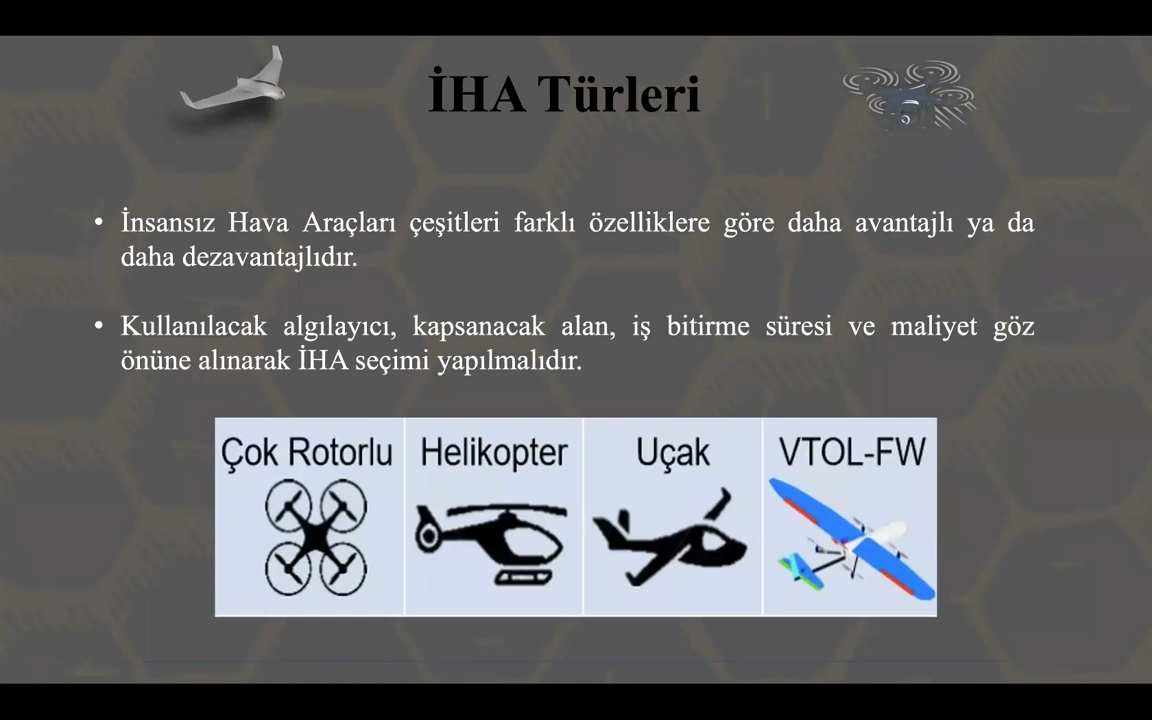 İHA Türleri
• İnsansız Hava Araçları çeşitleri farklı özelliklere göre daha avantajlı ya da
daha dezavantajlıdır.
• Kullanılacak algılayıcı, kapsanacak alan, iş bitirme süresi ve maliyet göz
önüne alınarak İHA seçimi yapılmalıdır.
Çok Rotorlu Helikopter Uçak VTOL-FW